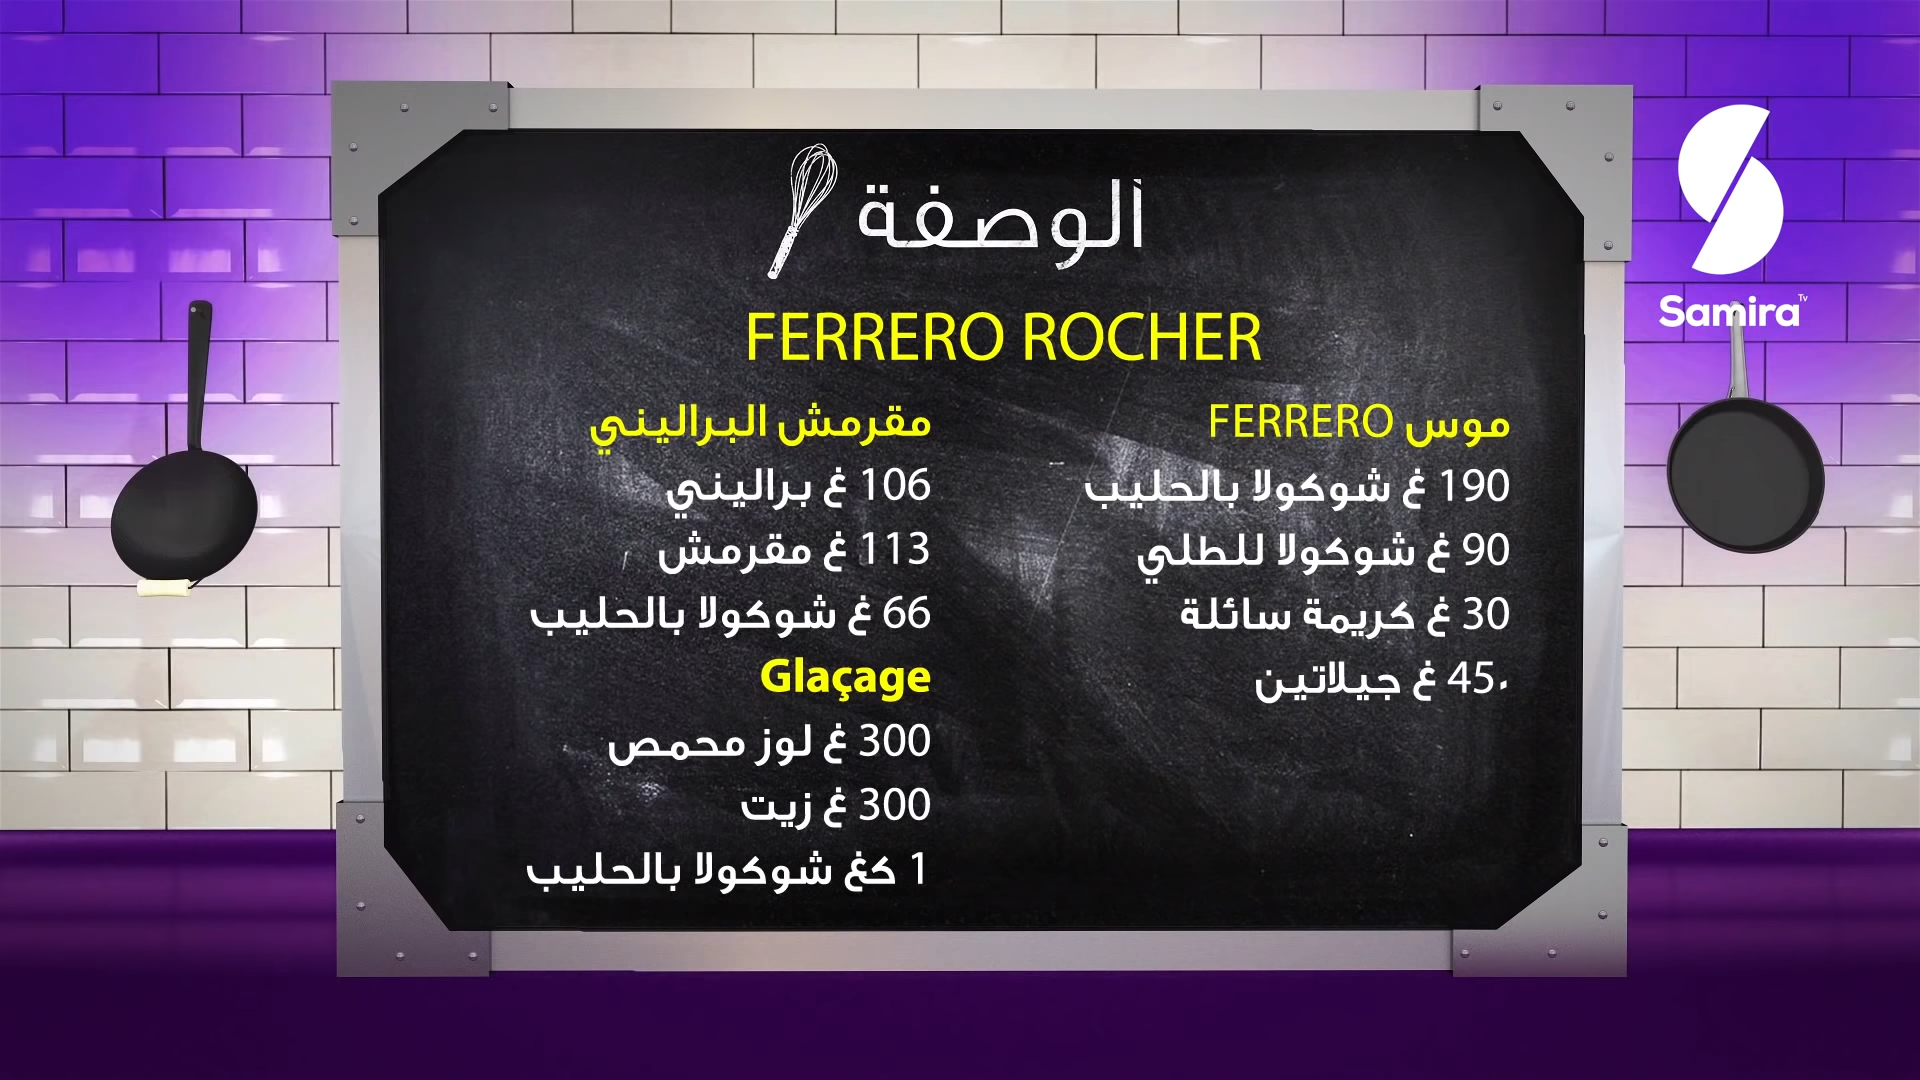 الوصفة
FERRERO ROCHER
موس FERRERO
190 غ شوكولا بالحليب
90 غ شوكولا للطلي
30 غ كريمة سائلة
،45 غ جيلاتين
مقرمش البراليني
106 غ براليني
113 غ مقرمش
66 غ شوكولا بالحليب
Glaçage
300 غ لوز محمص
300 غ زيت
1 كغ شوكولا بالحليب
Samira Tv